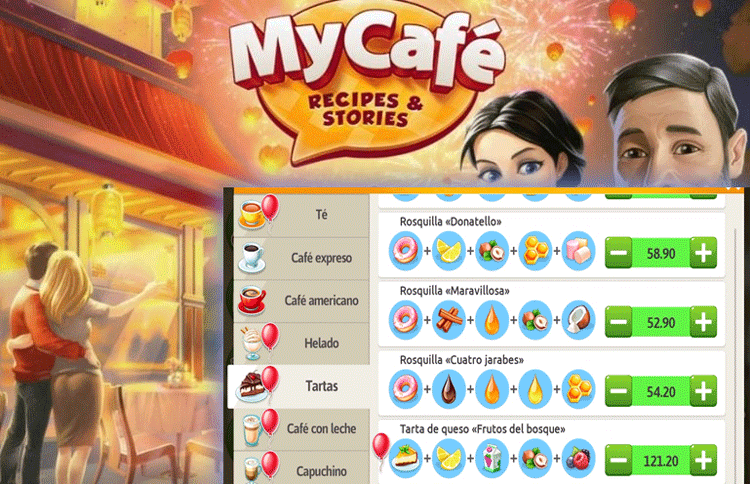 MyCafé
RECIPES &
STORIES
Té
Café expreso
Café americano
Helado
Tartas
Café con leche
Capuchino
Rosquilla «Donatello»
58.90
Rosquilla «Maravillosa»
52.90
Rosquilla «Cuatro jarabes»
54.20
Tarta de queso «Frutos del bosque»
121.20